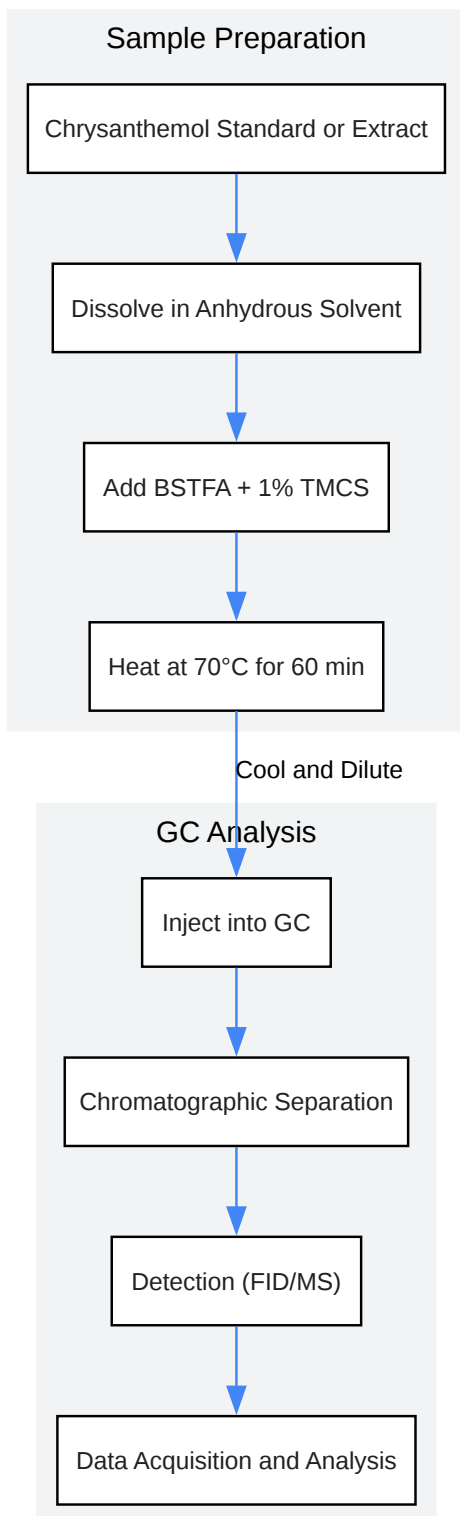 Sample Preparation
Chrysanthemol Standard or Extract
Dissolve in Anhydrous Solvent
Add BSTFA + 1% TMCS
Heat at 70°C for 60 min
Cool and Dilute
GC Analysis
Inject into GC
Chromatographic Separation
Detection (FID/MS)
Data Acquisition and Analysis